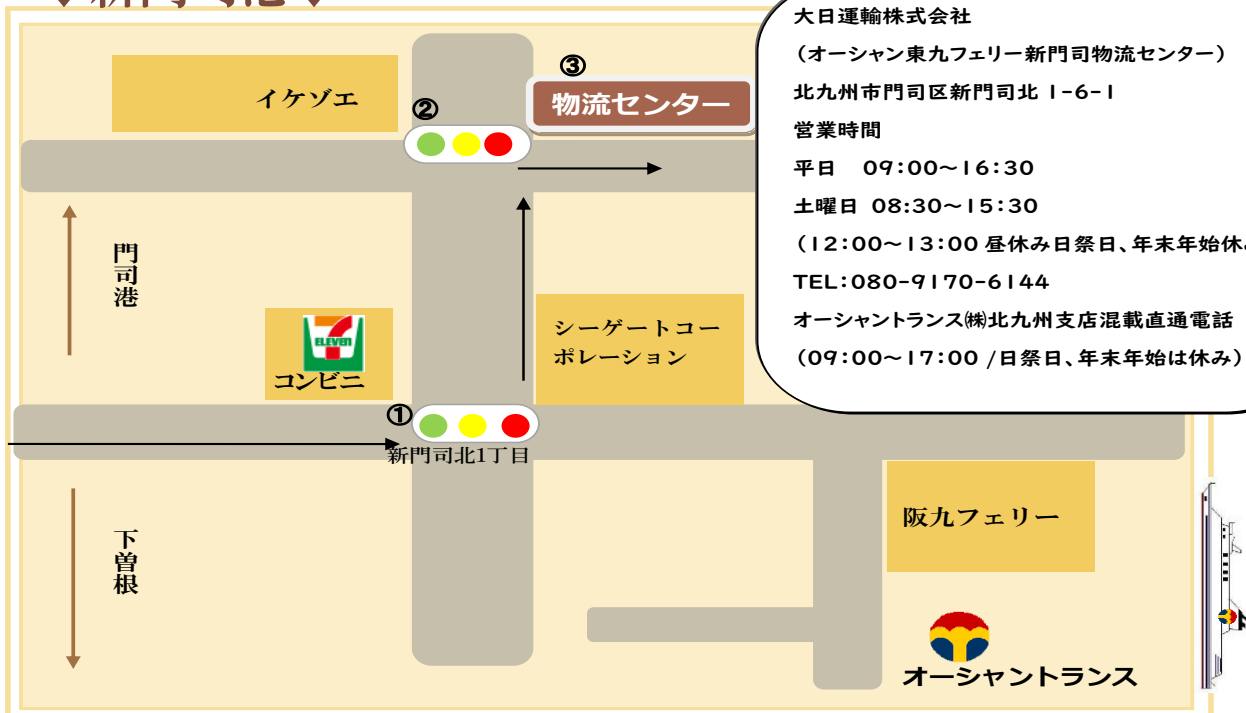 大日運輸株式会社
（オーシャン東九フェリー新門司物流センター）
北九州市門司区新門司北 1-6-1
営業時間
平日　09：00～16：30
土曜日 08：30～15：30
（12：00～13：00 昼休み日祭日、年末年始休
TEL：080-9170-6144
オーシャントランス㈱北九州支店混載直通電話
（09：00～17：00 /日祭日、年末年始は休み）
③
イケゾエ
②
物流センター
門司港
シーゲートコー
ポレーション
ELEVEN
コンビニ
①
新門司北1丁目
下曽根
阪九フェリー
オーシャントランス